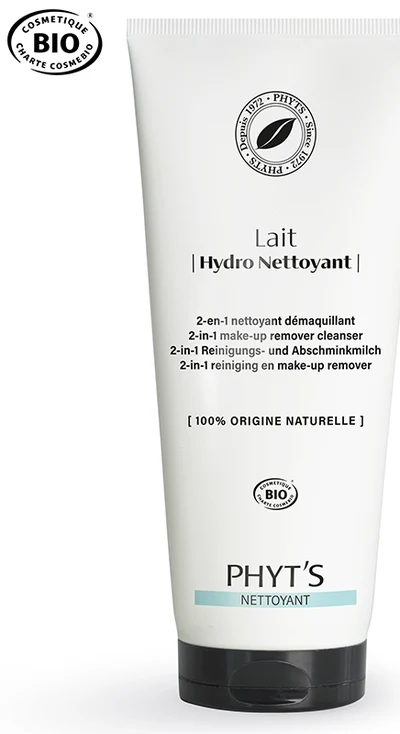 COSMETIQUE
BIO
CHARTE COSMEBIO
PHYTS • Since 1972 • PHYTS • Depuis 1972 •
Lait
| Hydro Nettoyant |
2-en-1 nettoyant démaquillant
2-in-1 make-up remover cleanser
2-in-1 Reinigungs- und Abschminkmilch
2-in-1 reiniging en make-up remover
[ 100% ORIGINE NATURELLE ]
COSMETIQUE
BIO
CHARTE COSMEBIO
PHYT'S
NETTOYANT